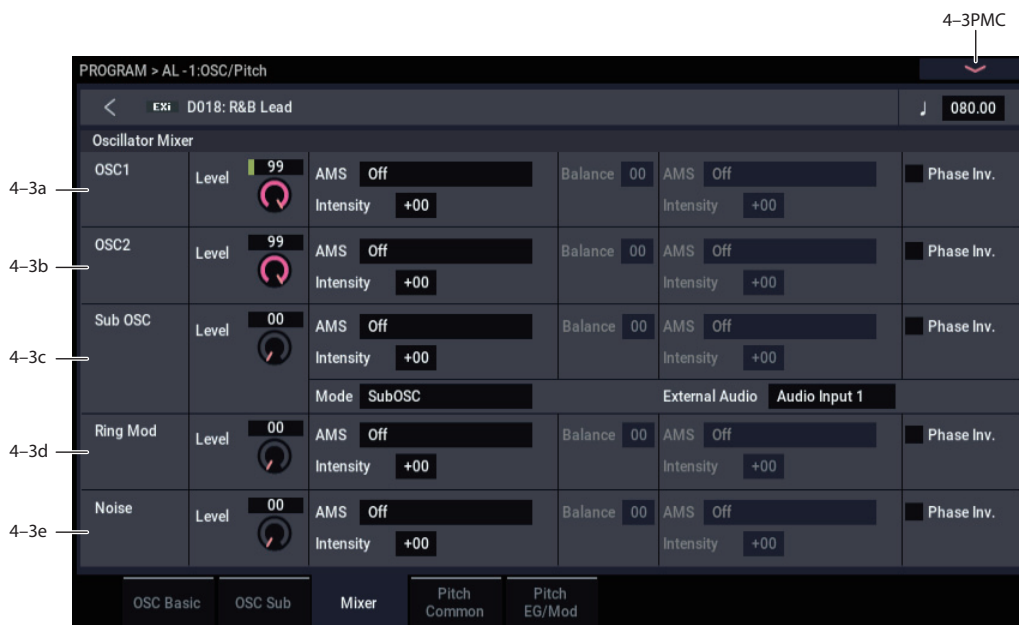 4–3PMC
PROGRAM > AL-1:OSC/Pitch
EXi D018: R&B Lead ♩ 080.00
Oscillator Mixer
4–3a
OSC1 Level 99 AMS Off Balance 00 AMS Off Phase Inv.
Intensity +00 Intensity +00
4–3b
OSC2 Level 99 AMS Off Balance 00 AMS Off Phase Inv.
Intensity +00 Intensity +00
4–3c
Sub OSC Level 00 AMS Off Balance 00 AMS Off Phase Inv.
Intensity +00 Intensity +00
Mode SubOSC External Audio Audio Input 1
4–3d
Ring Mod Level 00 AMS Off Balance 00 AMS Off Phase Inv.
Intensity +00 Intensity +00
4–3e
Noise Level 00 AMS Off Balance 00 AMS Off Phase Inv.
Intensity +00 Intensity +00
OSC Basic OSC Sub Mixer Pitch Common Pitch EG/Mod